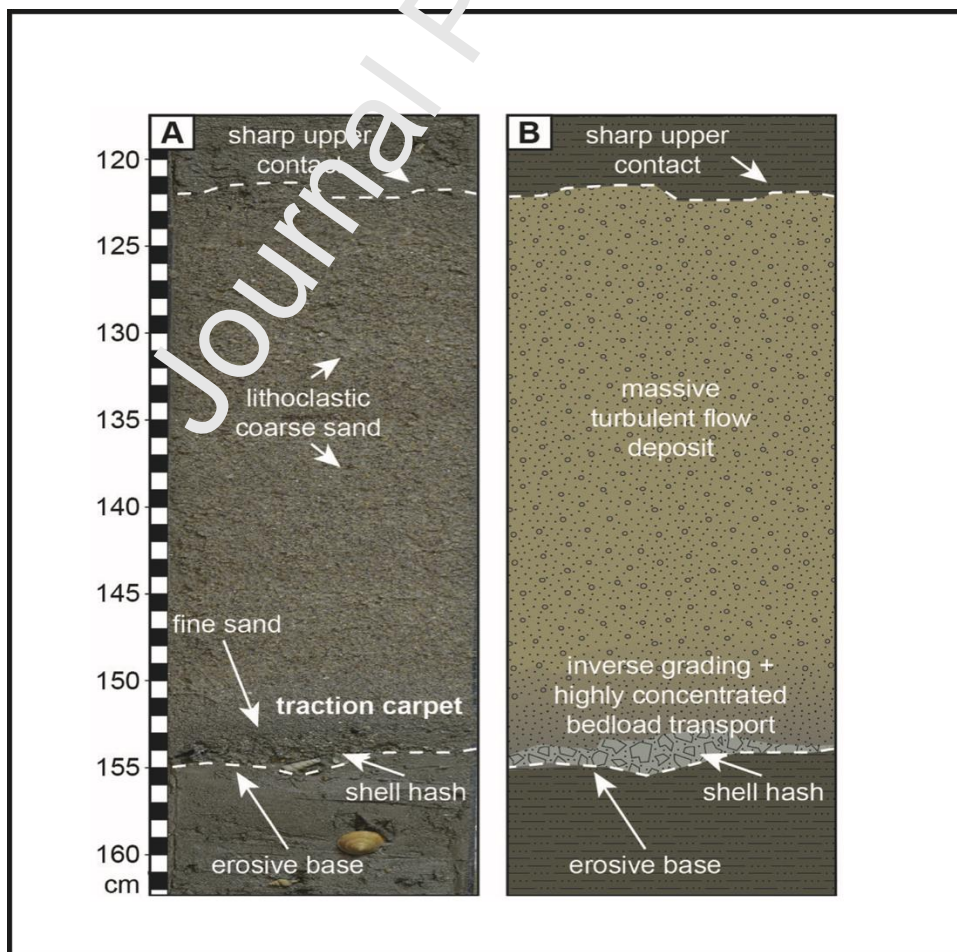 Journal P
A
sharp upper
contact
120
125
130
135
140
145
150
155
160
cm
lithoclastic
coarse sand
fine sand
traction carpet
shell hash
erosive base
B
sharp upper
contact
massive
turbulent flow
deposit
inverse grading +
highly concentrated
bedload transport
shell hash
erosive base